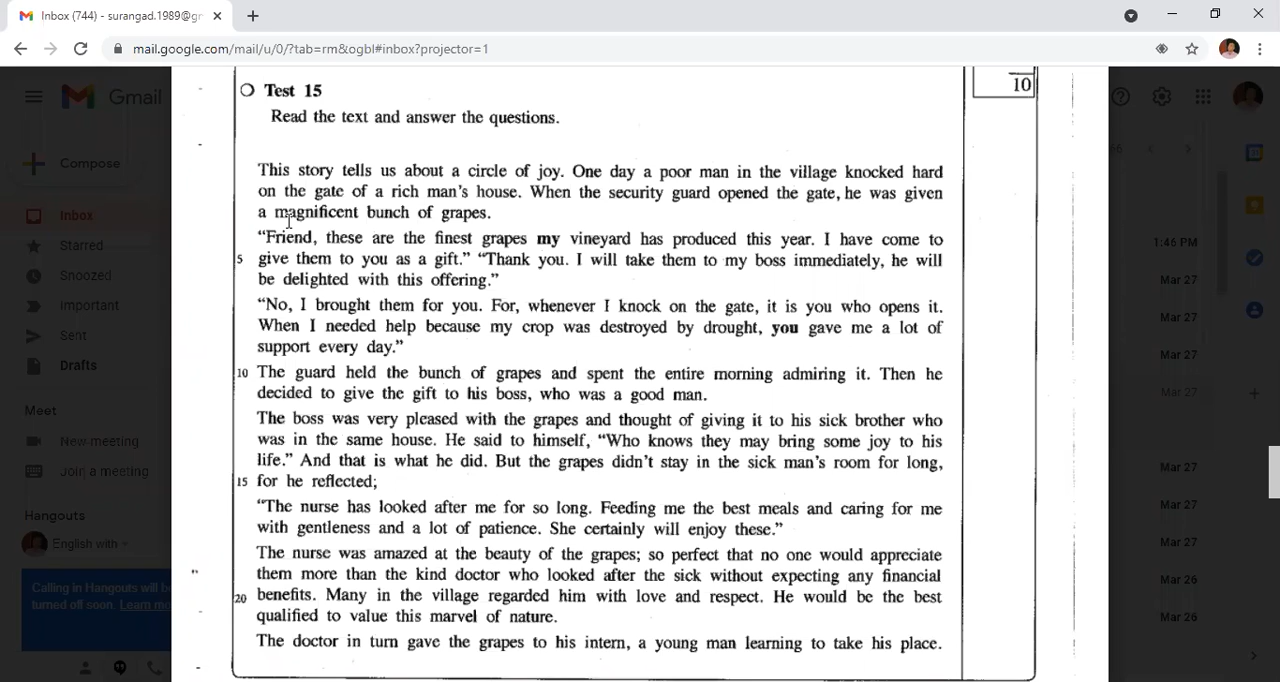 Inbox (744) - surangad.1989@gr
mail.google.com/mail/u/0/?tab=rm&ogbl#inbox?projector=1
Gmail
Compose
Inbox
Starred
Snoozed
Important
Sent
Drafts
Meet
New meeting
Join a meeting
Hangouts
English with
Calling in Hangouts will b
turned off soon. Learn mo
10
Test 15
Read the text and answer the questions.
This story tells us about a circle of joy. One day a poor man in the village knocked hard
on the gate of a rich man's house. When the security guard opened the gate, he was given
a magnificent bunch of grapes.
"Friend, these are the finest grapes my vineyard has produced this year. I have come to
5 give them to you as a gift." "Thank you. I will take them to my boss immediately, he will
be delighted with this offering."
"No, I brought them for you. For, whenever I knock on the gate, it is you who opens it.
When I needed help because my crop was destroyed by drought, you gave me a lot of
support every day."
10 The guard held the bunch of grapes and spent the entire morning admiring it. Then he
decided to give the gift to his boss, who was a good man.
The boss was very pleased with the grapes and thought of giving it to his sick brother who
was in the same house. He said to himself, "Who knows they may bring some joy to his
life." And that is what he did. But the grapes didn't stay in the sick man's room for long,
15 for he reflected;
"The nurse has looked after me for so long. Feeding me the best meals and caring for me
with gentleness and a lot of patience. She certainly will enjoy these."
The nurse was amazed at the beauty of the grapes; so perfect that no one would appreciate
them more than the kind doctor who looked after the sick without expecting any financial
20 benefits. Many in the village regarded him with love and respect. He would be the best
qualified to value this marvel of nature.
The doctor in turn gave the grapes to his intern, a young man learning to take his place.
1:46 PM
Mar 27
Mar 27
Mar 27
Mar 27
Mar 27
Mar 27
Mar 27
Mar 26
Mar 26